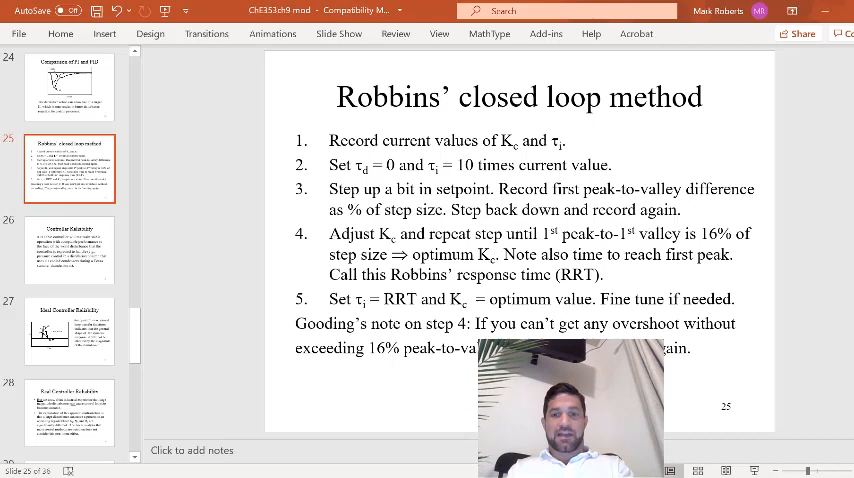 AutoSave Off
ChE353ch9 mod - Compatibility M...
Search
Mark Roberts MR
File Home Insert Design Transitions Animations Slide Show Review View MathType Add-ins Help Acrobat Share Co
24
Comparison of PI and PID
25
Robbins' closed loop method
26
Controller Reliability
27
Ideal Controller Reliability
28
Real Controller Reliability
Robbins' closed loop method
1. Record current values of Kc and τi.
2. Set τd = 0 and τi = 10 times current value.
3. Step up a bit in setpoint. Record first peak-to-valley difference
as % of step size. Step back down and record again.
4. Adjust Kc and repeat step until 1st peak-to-1st valley is 16% of
step size ⇒ optimum Kc. Note also time to reach first peak.
Call this Robbins' response time (RRT).
5. Set τi = RRT and Kc = optimum value. Fine tune if needed.
Gooding's note on step 4: If you can't get any overshoot without
exceeding 16% peak-to-va ain.
25
Click to add notes
Slide 25 of 36